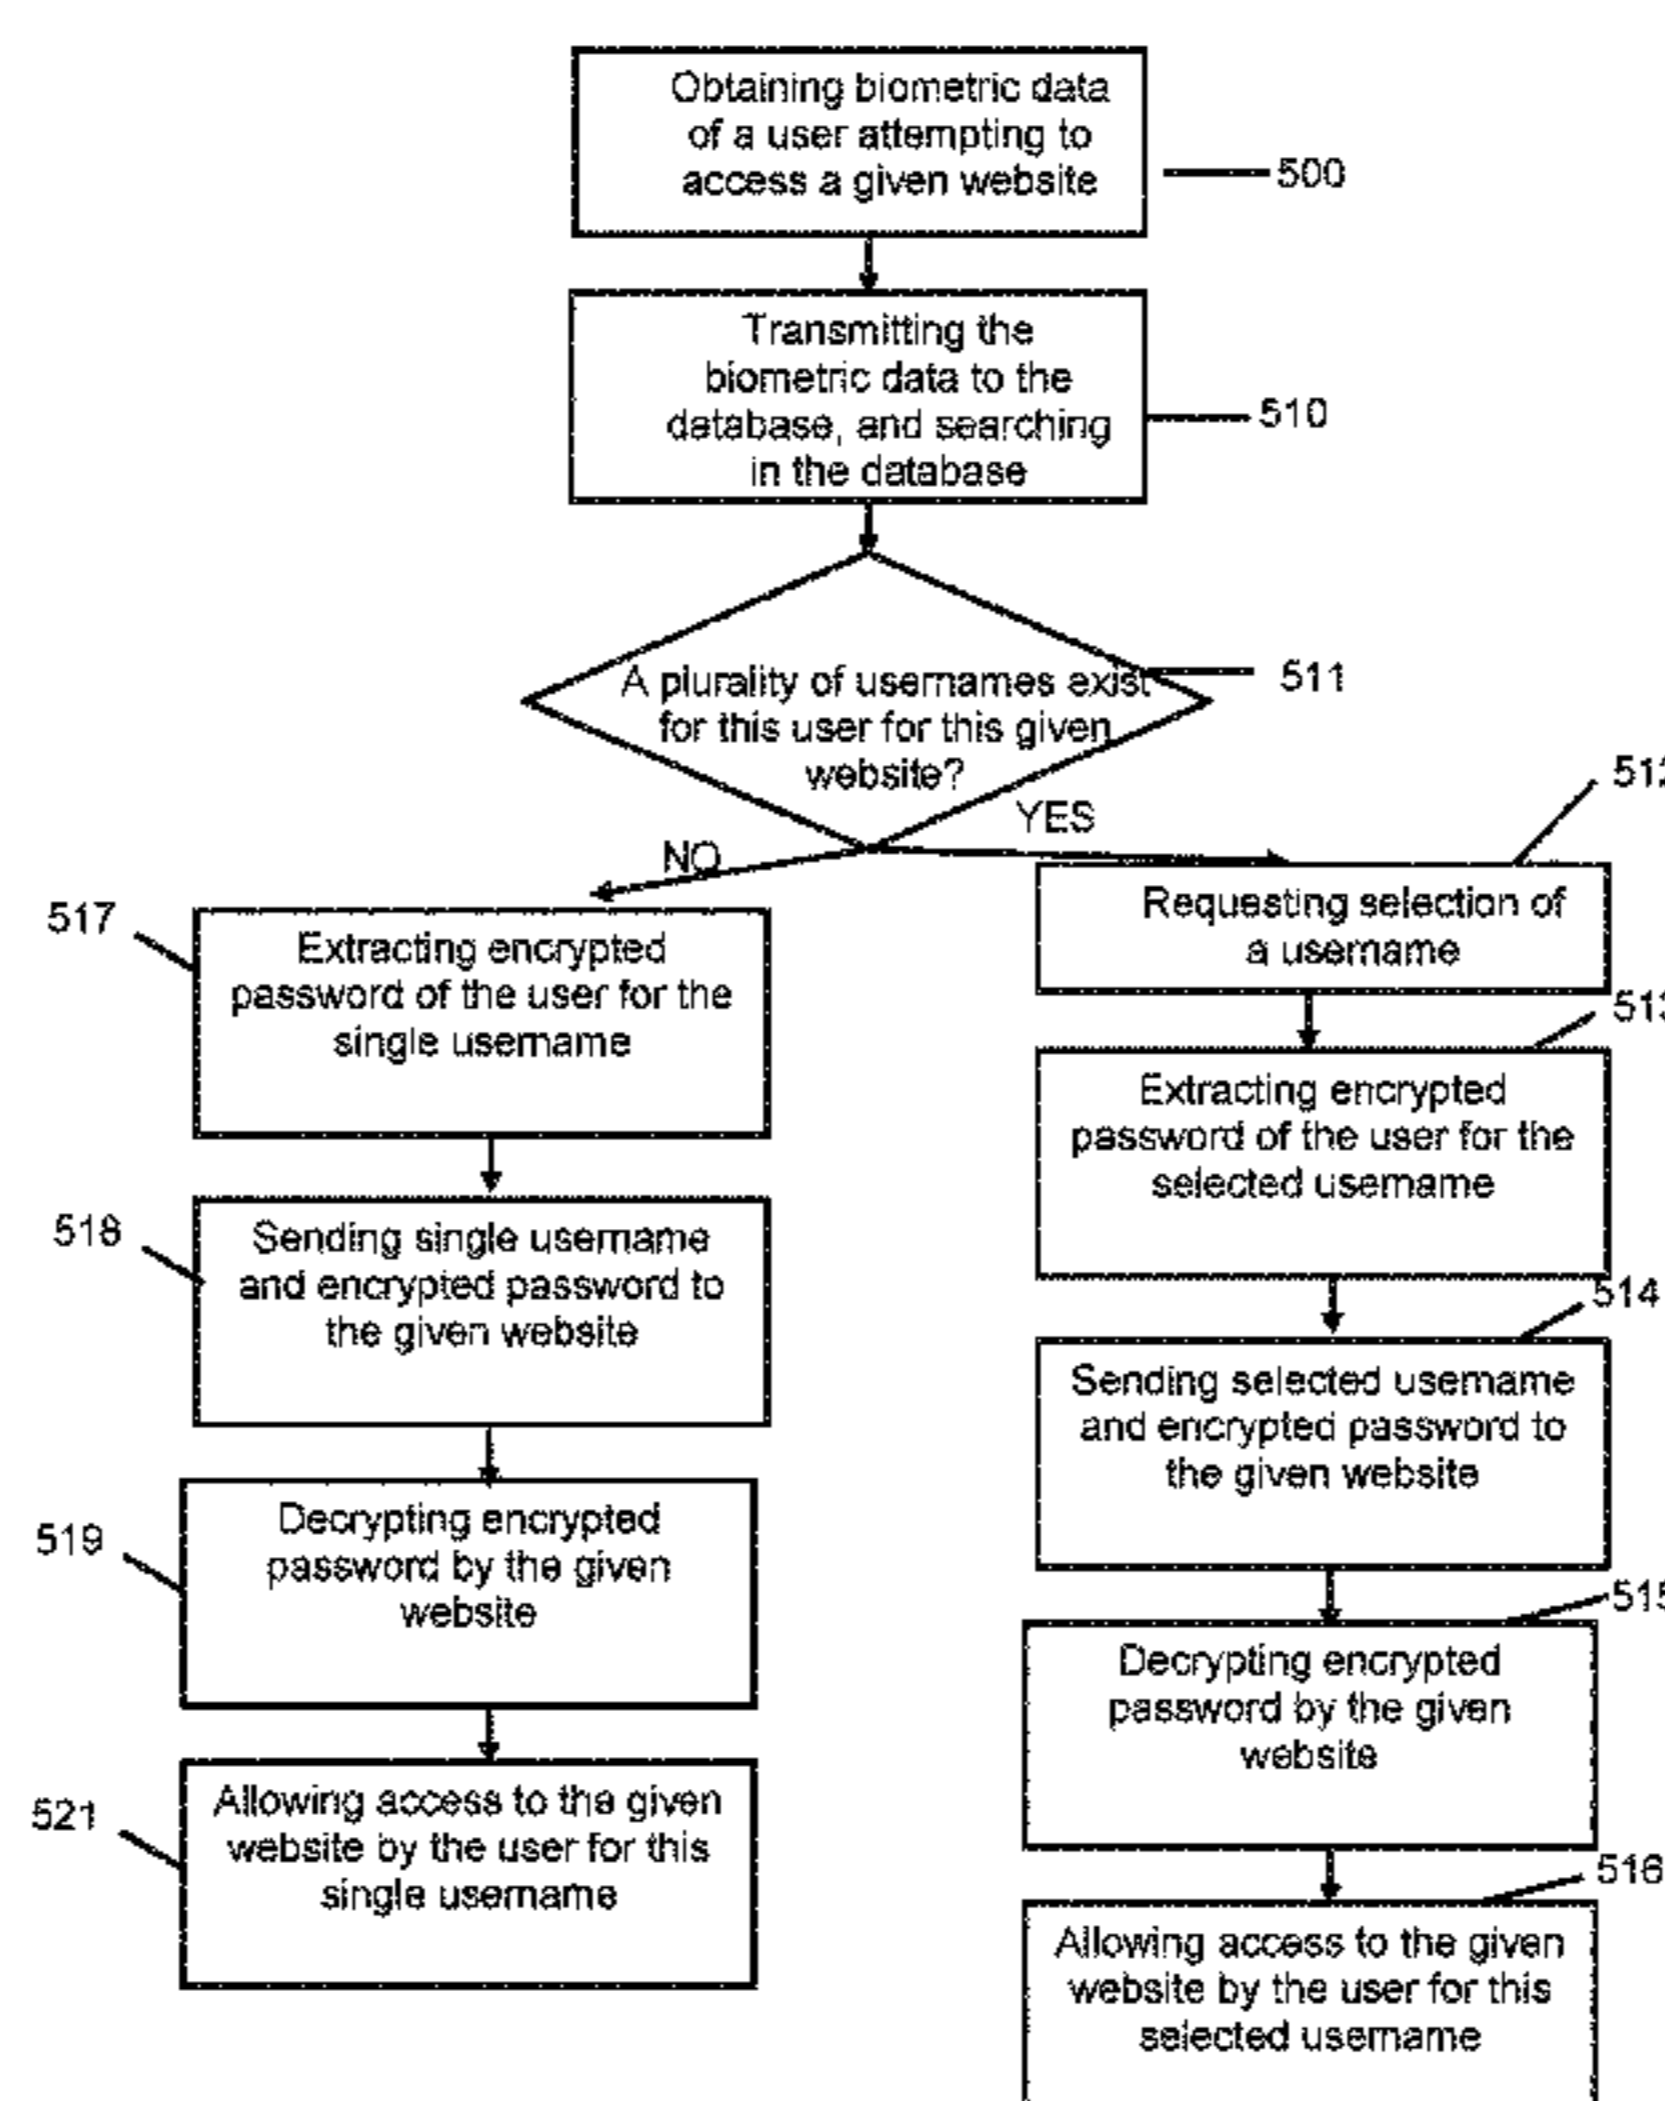 Obtaining biometric data
of a user attempting to
access a given website
500
Transmitting the
biometric data to the
database, and searching
in the database
510
A plurality of usernames exist
for this user for this given
website?
511
YES
NO
512
Requesting selection of
a username
513
Extracting encrypted
password of the user for the
selected username
514
Sending selected username
and encrypted password to
the given website
515
Decrypting encrypted
password by the given
website
516
Allowing access to the given
website by the user for this
selected username
517
Extracting encrypted
password of the user for the
single username
518
Sending single username
and encrypted password to
the given website
519
Decrypting encrypted
password by the given
website
521
Allowing access to the given
website by the user for this
single username